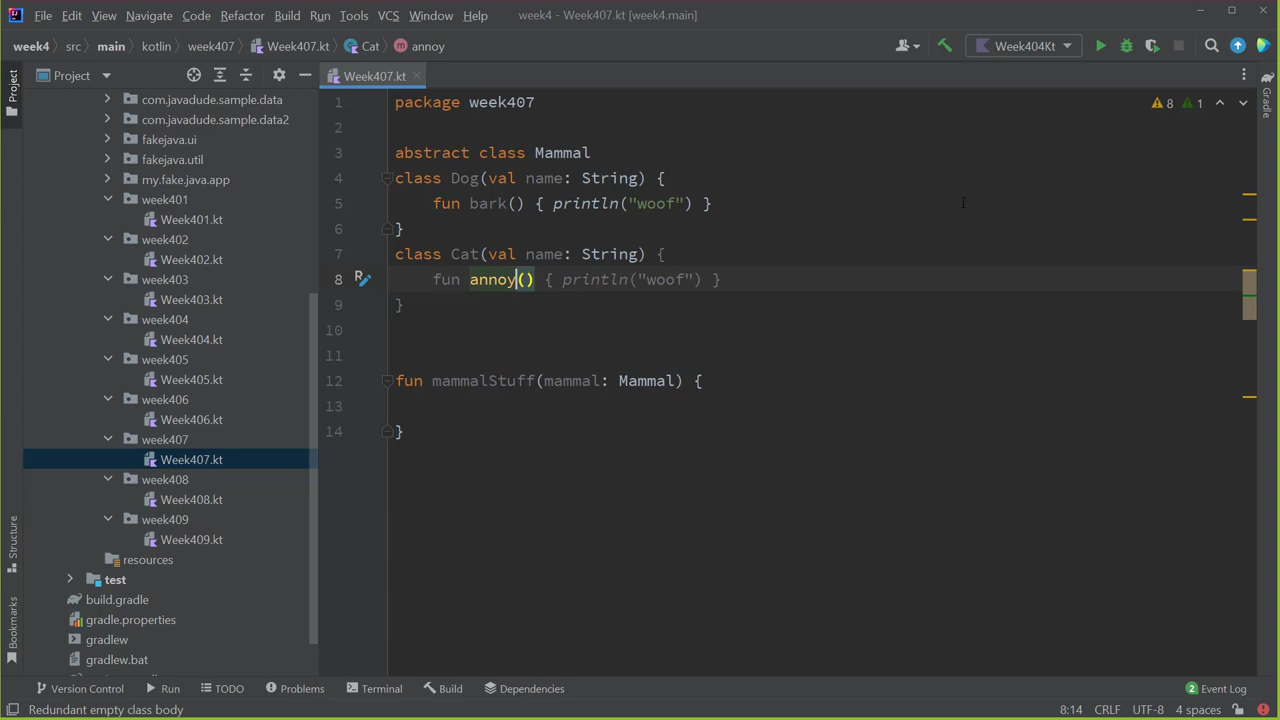 File Edit View Navigate Code Refactor Build Run Tools VCS Window Help week4 - Week407.kt [week4.main]
week4 src main kotlin week407 Week407.kt Cat m annoy Week404Kt
Project Week407.kt
Project
Gradle
com.javadude.sample.data
com.javadude.sample.data2
fakejava.ui
fakejava.util
my.fake.java.app
week401
Week401.kt
week402
Week402.kt
week403
Week403.kt
week404
Week404.kt
week405
Week405.kt
week406
Week406.kt
week407
Week407.kt
week408
Week408.kt
week409
Week409.kt
resources
test
build.gradle
gradle.properties
gradlew
gradlew.bat
Structure
Bookmarks
8 1
1 package week407
2
3 abstract class Mammal
4 class Dog(val name: String) {
5 fun bark() { println("woof") }
6 }
7 class Cat(val name: String) {
8 fun annoy() { println("woof") }
9 }
10
11
12 fun mammalStuff(mammal: Mammal) {
13
14 }
Version Control Run TODO Problems Terminal Build Dependencies 2 Event Log
Redundant empty class body 8:14 CRLF UTF-8 4 spaces